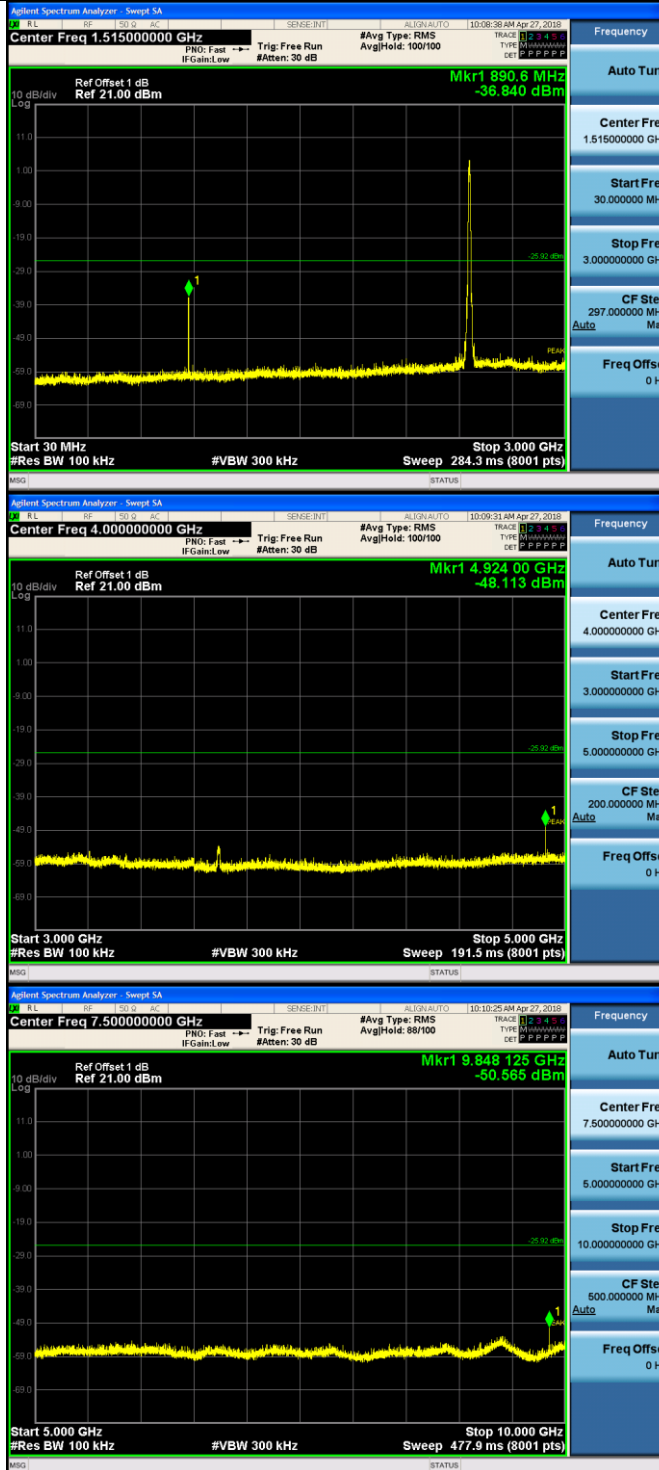 Agilent Spectrum Analyzer - Swept SA
RL RF 50 Ω AC SENSE:INT ALIGNAUTO 10:08:38 AM Apr 27, 2018
Center Freq 1.515000000 GHz
PNO: Fast
IFGain:Low
Trig: Free Run
#Atten: 30 dB
#Avg Type: RMS
Avg|Hold: 100/100
TRACE 1 2 3 4 5 6
TYPE M
DET P P P P P P
Frequency
Auto Tun
Center Fre
1.515000000 GH
Start Fre
30.000000 MH
Stop Fre
3.000000000 GH
CF Ste
297.000000 MH
Auto Ma
Freq Offse
0 H
Ref Offset 1 dB
10 dB/div Ref 21.00 dBm
Log
Mkr1 890.6 MHz
-36.840 dBm
11.0
1.00
-9.00
-19.0
-25.92 dBm
-29.0
1
-39.0
-49.0
PEAK
-59.0
-69.0
Start 30 MHz Stop 3.000 GHz
#Res BW 100 kHz #VBW 300 kHz Sweep 284.3 ms (8001 pts)
MSG STATUS
Agilent Spectrum Analyzer - Swept SA
RL RF 50 Ω AC SENSE:INT ALIGNAUTO 10:09:31 AM Apr 27, 2018
Center Freq 4.000000000 GHz
PNO: Fast
IFGain:Low
Trig: Free Run
#Atten: 30 dB
#Avg Type: RMS
Avg|Hold: 100/100
TRACE 1 2 3 4 5 6
TYPE M
DET P P P P P P
Frequency
Auto Tun
Center Fre
4.000000000 GH
Start Fre
3.000000000 GH
Stop Fre
5.000000000 GH
CF Ste
200.000000 MH
Auto Ma
Freq Offse
0 H
Ref Offset 1 dB
10 dB/div Ref 21.00 dBm
Log
Mkr1 4.924 00 GHz
-48.113 dBm
11.0
1.00
-9.00
-19.0
-25.92 dBm
-29.0
-39.0
1
-49.0
PEAK
-59.0
-69.0
Start 3.000 GHz Stop 5.000 GHz
#Res BW 100 kHz #VBW 300 kHz Sweep 191.5 ms (8001 pts)
MSG STATUS
Agilent Spectrum Analyzer - Swept SA
RL RF 50 Ω AC SENSE:INT ALIGNAUTO 10:10:25 AM Apr 27, 2018
Center Freq 7.500000000 GHz
PNO: Fast
IFGain:Low
Trig: Free Run
#Atten: 30 dB
#Avg Type: RMS
Avg|Hold: 88/100
TRACE 1 2 3 4 5 6
TYPE M
DET P P P P P P
Frequency
Auto Tun
Center Fre
7.500000000 GH
Start Fre
5.000000000 GH
Stop Fre
10.000000000 GH
CF Ste
500.000000 MH
Auto Ma
Freq Offse
0 H
Ref Offset 1 dB
10 dB/div Ref 21.00 dBm
Log
Mkr1 9.848 125 GHz
-50.565 dBm
11.0
1.00
-9.00
-19.0
-25.92 dBm
-29.0
-39.0
1
-49.0
-59.0
-69.0
Start 5.000 GHz Stop 10.000 GHz
#Res BW 100 kHz #VBW 300 kHz Sweep 477.9 ms (8001 pts)
MSG STATUS